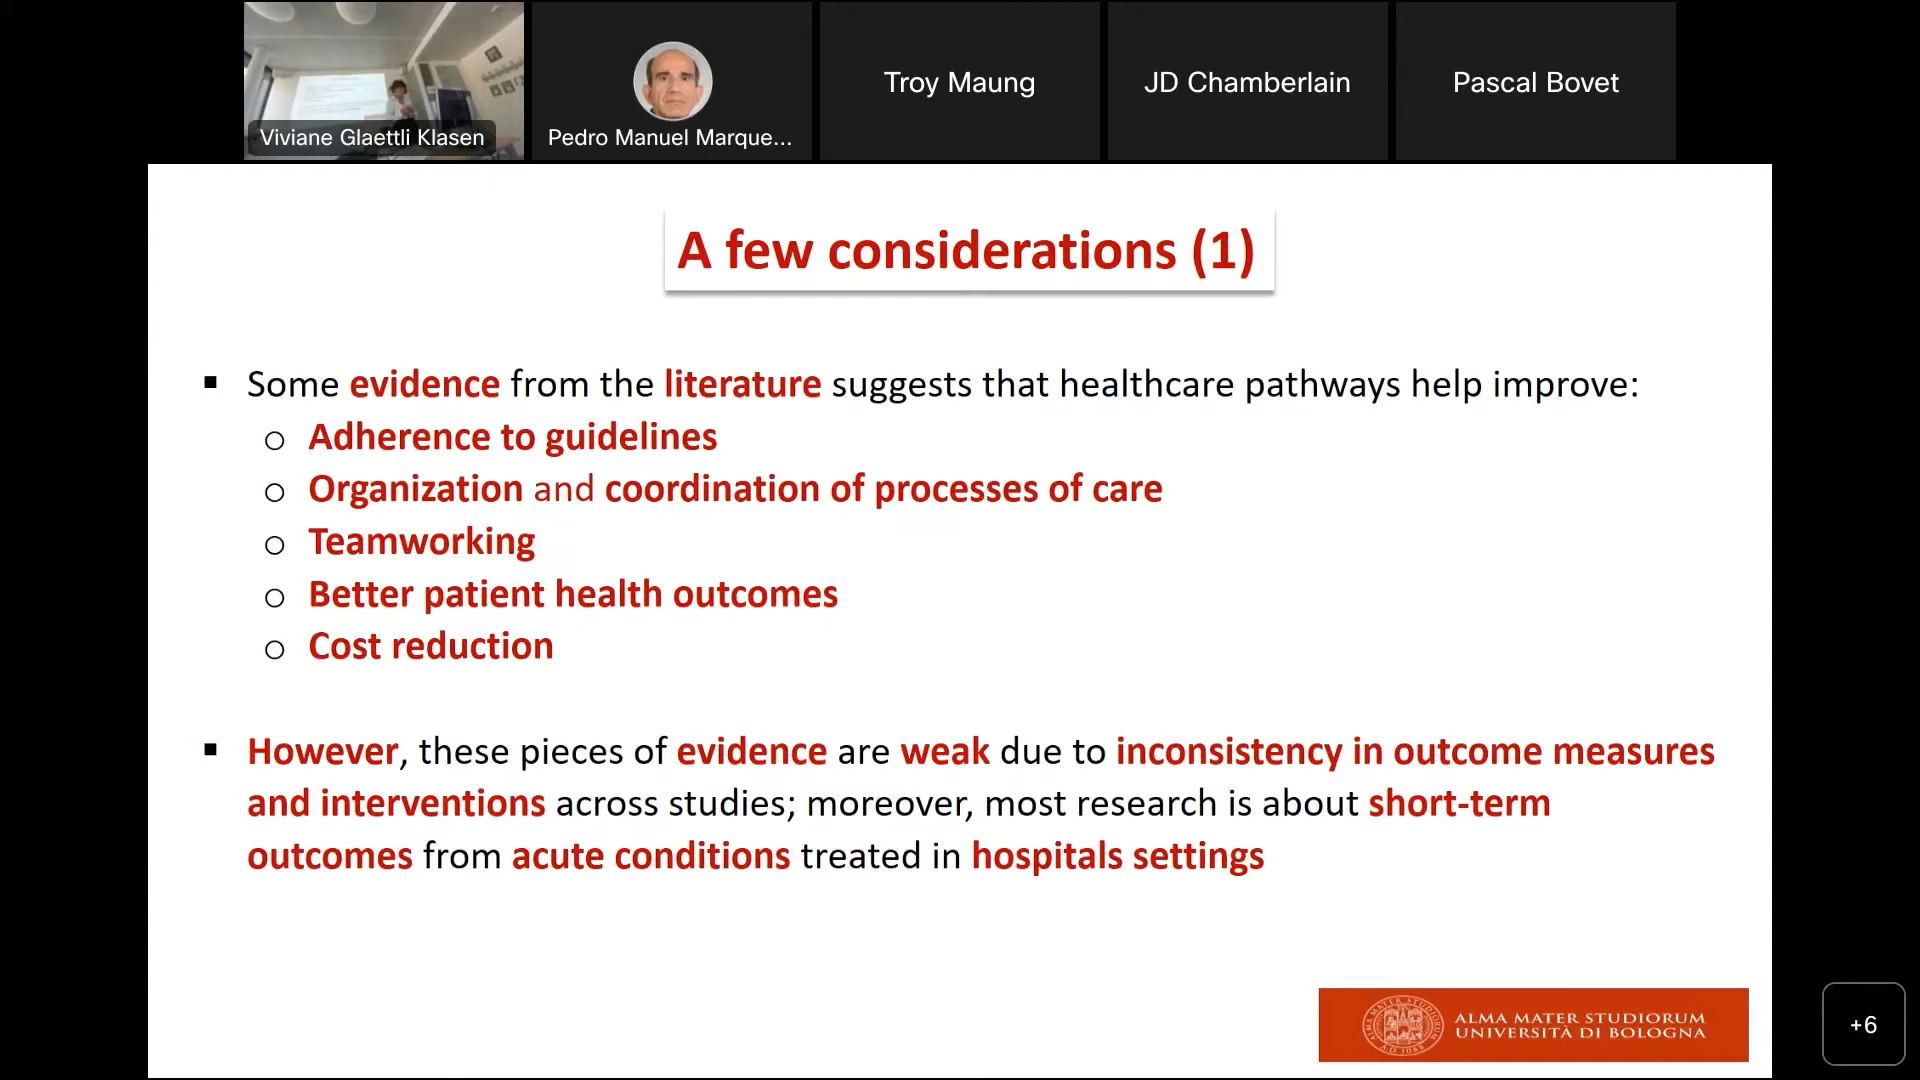 Viviane Glaettli Klasen
Pedro Manuel Marque...
Troy Maung
JD Chamberlain
Pascal Bovet
A few considerations (1)
▪ Some evidence from the literature suggests that healthcare pathways help improve:
o Adherence to guidelines
o Organization and coordination of processes of care
o Teamworking
o Better patient health outcomes
o Cost reduction
▪ However, these pieces of evidence are weak due to inconsistency in outcome measures
and interventions across studies; moreover, most research is about short-term
outcomes from acute conditions treated in hospitals settings
ALMA MATER STUDIORUM
UNIVERSITÀ DI BOLOGNA
+6